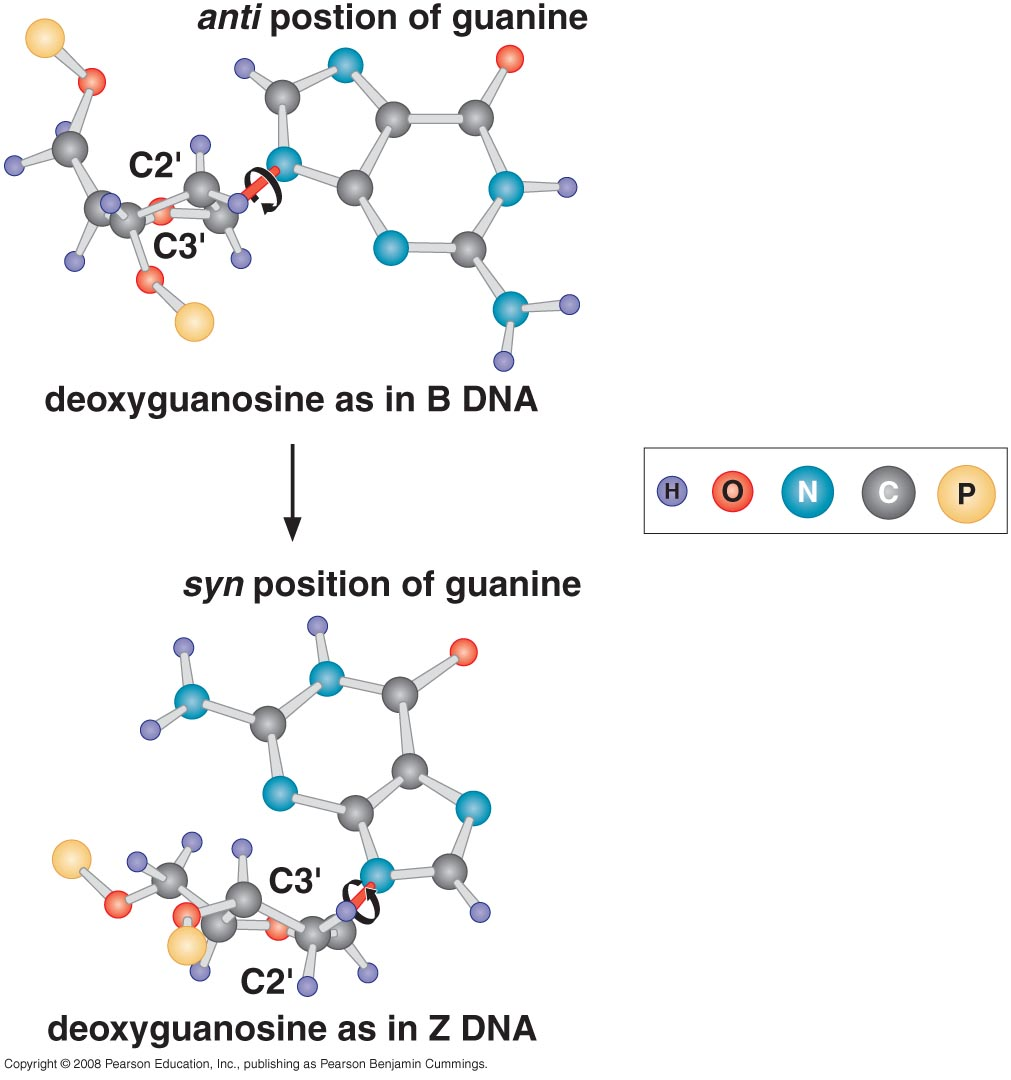 anti postion of guanine
C2'
C3'
deoxyguanosine as in B DNA
H O N C P
syn position of guanine
C3'
C2'
deoxyguanosine as in Z DNA
Copyright © 2008 Pearson Education, Inc., publishing as Pearson Benjamin Cummings.